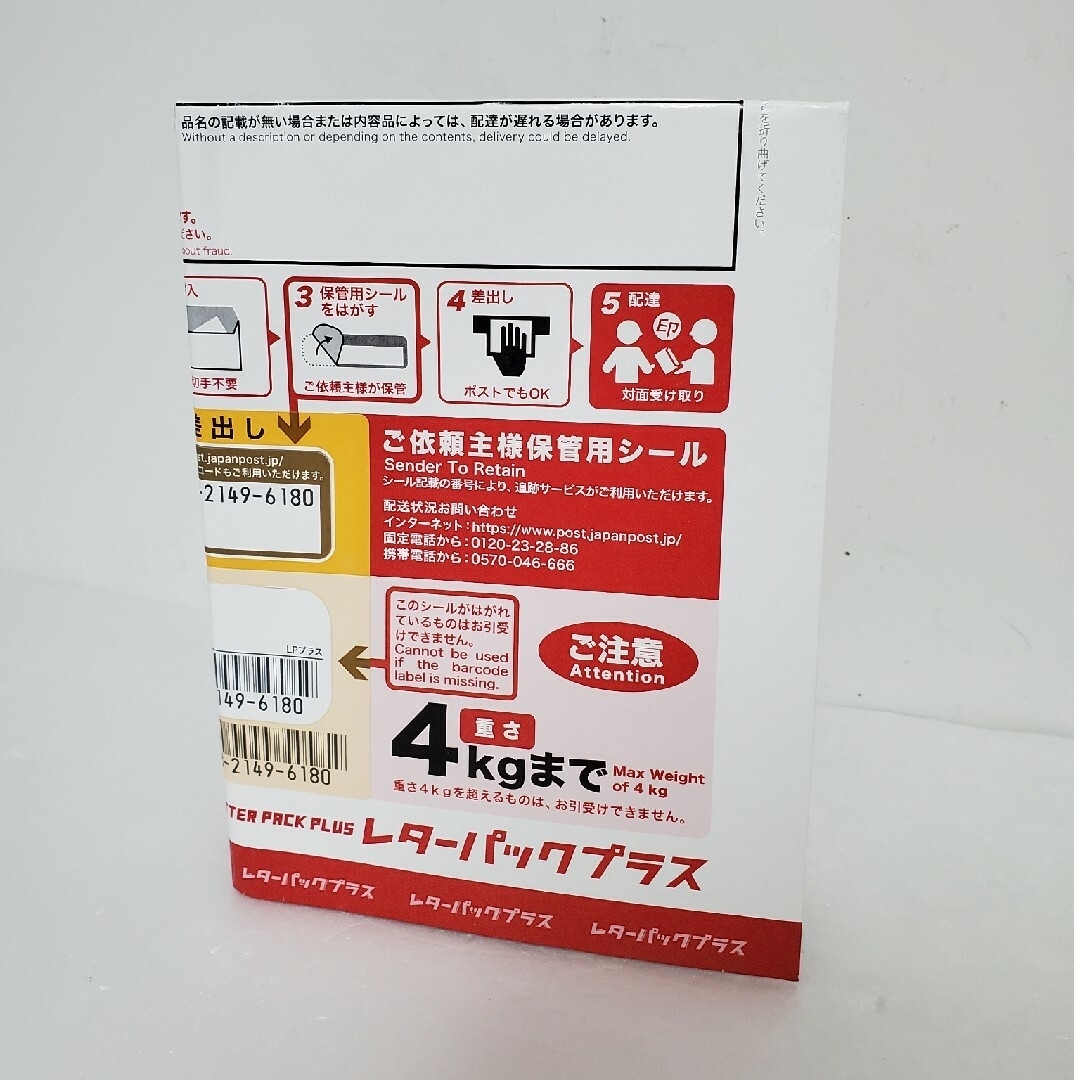 品名の記載が無い場合または内容品によっては、配達が遅れる場合があります。
Without a description or depending on the contents, delivery could be delayed.
を折り曲げてください。
す。
ださい。
out fraud.
入
切手不要
3 保管用シール
をはがす
ご依頼主様が保管
4 差出し
ポストでもOK
5 配達
EP
対面受け取り
差出し
st.japanpost.jp/
コードもご利用いただけます。
-2149-6180
ご依頼主様保管用シール
Sender To Retain
シール記載の番号により、追跡サービスがご利用いただけます。
配送状況お問い合わせ
インターネット:https://www.post.japanpost.jp/
固定電話から:0120-23-28-86
携帯電話から:0570-046-666
LPプラス
149-6180
-2149-6180
このシールがはがれ
ているものはお引受
けできません。
Cannot be used
if the barcode
label is missing.
ご注意
Attention
重さ
4kgまで
Max Weight
of 4 kg
重さ4kgを超えるものは、お引受けできません。
TTER PACK PLUS レターパックプラス
レターパックプラス レターパックプラス レターパックプラス